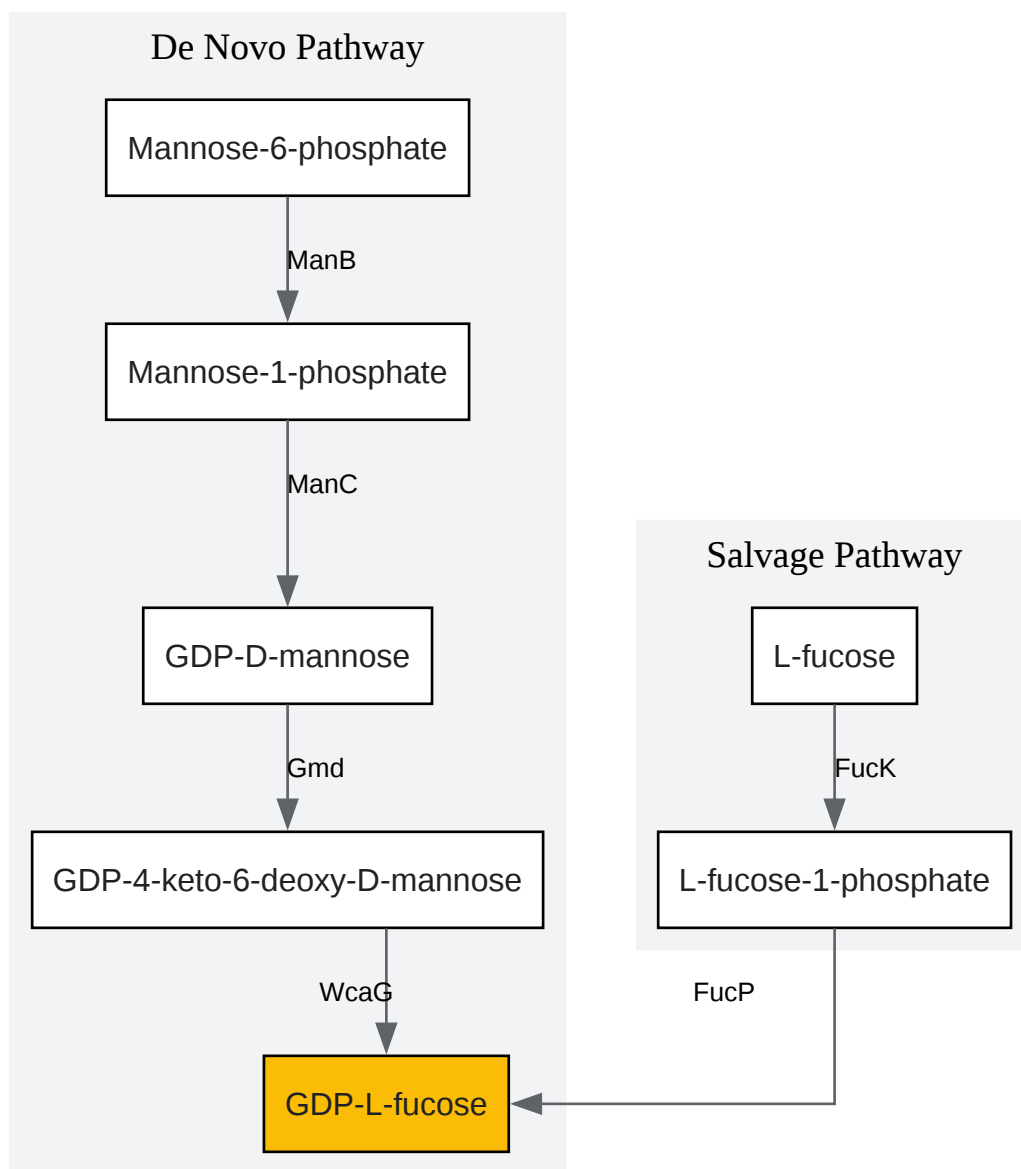 De Novo Pathway
Mannose-6-phosphate
ManB
Mannose-1-phosphate
ManC
GDP-D-mannose
Gmd
GDP-4-keto-6-deoxy-D-mannose
WcaG
GDP-L-fucose
Salvage Pathway
L-fucose
FucK
L-fucose-1-phosphate
FucP